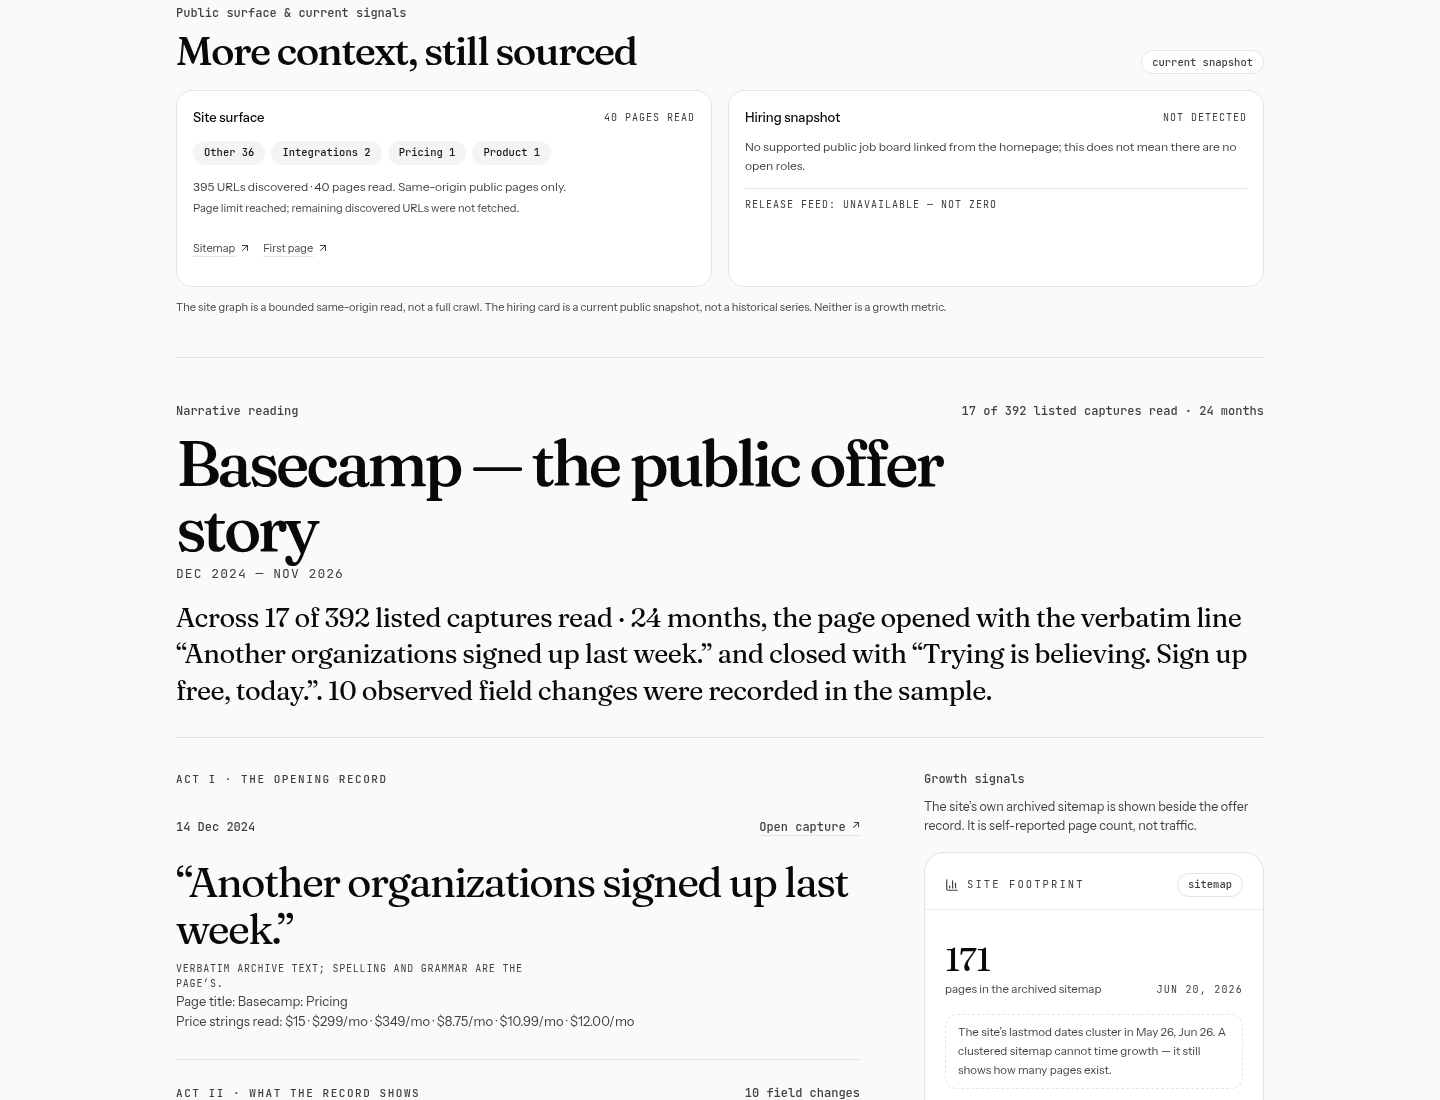 Public surface & current signals
More context, still sourced
current snapshot
Site surface
40 PAGES READ
Other 36
Integrations 2
Pricing 1
Product 1
395 URLs discovered · 40 pages read. Same-origin public pages only.
Page limit reached; remaining discovered URLs were not fetched.
Sitemap ↗
First page ↗
Hiring snapshot
NOT DETECTED
No supported public job board linked from the homepage; this does not mean there are no
open roles.
RELEASE FEED: UNAVAILABLE — NOT ZERO
The site graph is a bounded same-origin read, not a full crawl. The hiring card is a current public snapshot, not a historical series. Neither is a growth metric.
Narrative reading
17 of 392 listed captures read · 24 months
Basecamp — the public offer
story
DEC 2024 — NOV 2026
Across 17 of 392 listed captures read · 24 months, the page opened with the verbatim line
“Another organizations signed up last week.” and closed with “Trying is believing. Sign up
free, today.”. 10 observed field changes were recorded in the sample.
ACT I · THE OPENING RECORD
14 Dec 2024
Open capture ↗
“Another organizations signed up last
week.”
VERBATIM ARCHIVE TEXT; SPELLING AND GRAMMAR ARE THE
PAGE’S.
Page title: Basecamp: Pricing
Price strings read: $15 · $299/mo · $349/mo · $8.75/mo · $10.99/mo · $12.00/mo
ACT II · WHAT THE RECORD SHOWS
10 field changes
Growth signals
The site’s own archived sitemap is shown beside the offer
record. It is self-reported page count, not traffic.
SITE FOOTPRINT
sitemap
171
pages in the archived sitemap
JUN 20, 2026
The site’s lastmod dates cluster in May 26, Jun 26. A
clustered sitemap cannot time growth — it still
shows how many pages exist.